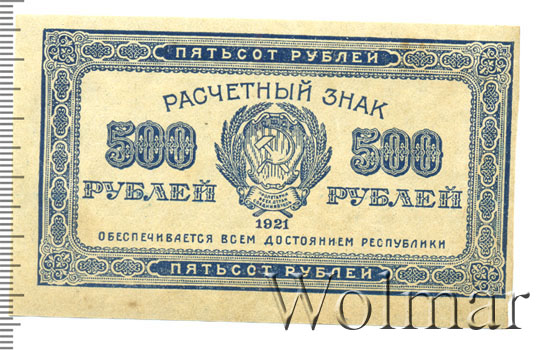 ПЯТЬСОТ РУБЛЕЙ
РАСЧЕТНЫЙ ЗНАК
500 500
РУБЛЕЙ РУБЛЕЙ
1921
ОБЕСПЕЧИВАЕТСЯ ВСЕМ ДОСТОЯНИЕМ РЕСПУБЛИКИ
ПЯТЬСОТ РУБЛЕЙ
Wolmar